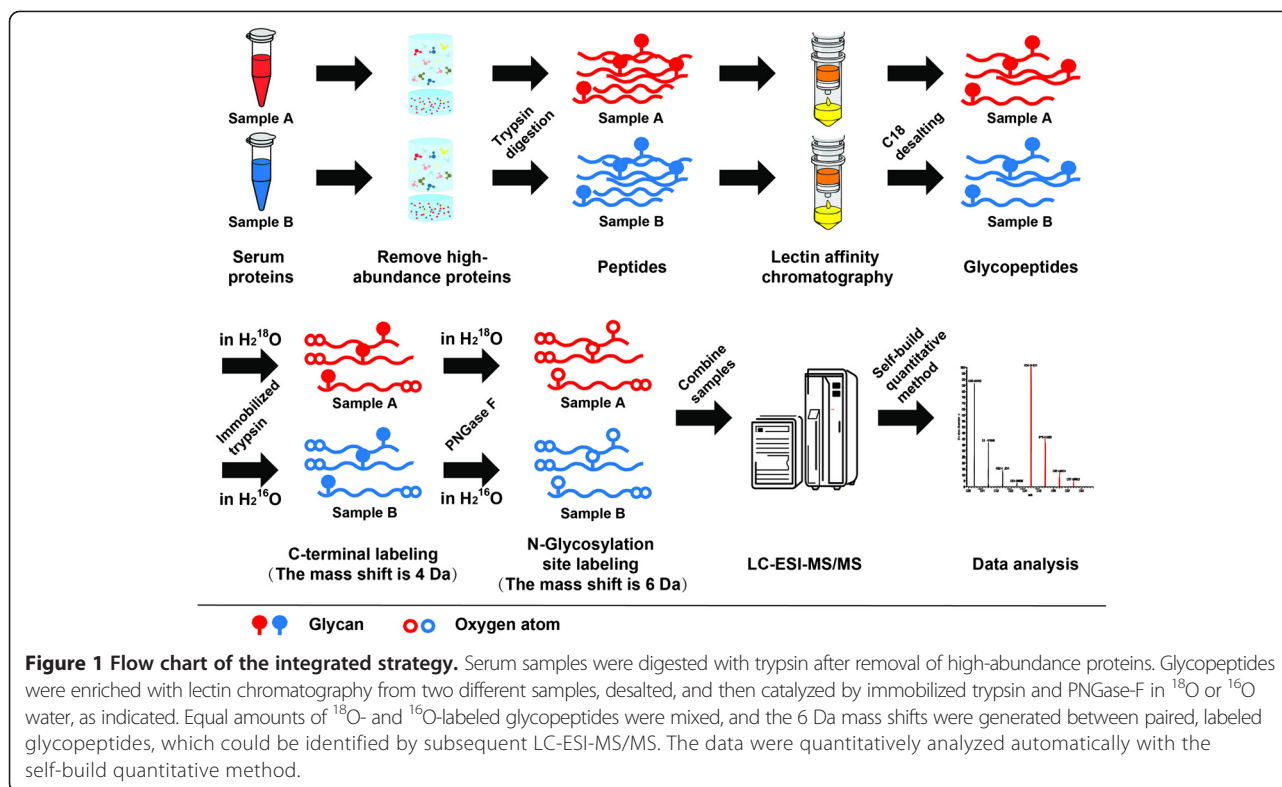 Sample A
Sample B
Serum
proteins
Remove high-
abundance proteins
Trypsin
digestion
Sample A
Sample B
Peptides
Lectin affinity
chromatography
C18
desalting
Sample A
Sample B
Glycopeptides
in H₂¹⁸O
Immobilized
trypsin
in H₂¹⁶O
Sample A
Sample B
C-terminal labeling
（The mass shift is 4 Da）
in H₂¹⁸O
PNGase F
in H₂¹⁶O
Sample A
Sample B
N-Glycosylation
site labeling
（The mass shift is 6 Da）
Combine
samples
LC-ESI-MS/MS
Self-build
quantitative
method
Data analysis
Glycan
Oxygen atom
Figure 1 Flow chart of the integrated strategy. Serum samples were digested with trypsin after removal of high-abundance proteins. Glycopeptides
were enriched with lectin chromatography from two different samples, desalted, and then catalyzed by immobilized trypsin and PNGase-F in ¹⁸O or ¹⁶O
water, as indicated. Equal amounts of ¹⁸O- and ¹⁶O-labeled glycopeptides were mixed, and the 6 Da mass shifts were generated between paired, labeled
glycopeptides, which could be identified by subsequent LC-ESI-MS/MS. The data were quantitatively analyzed automatically with the
self-build quantitative method.